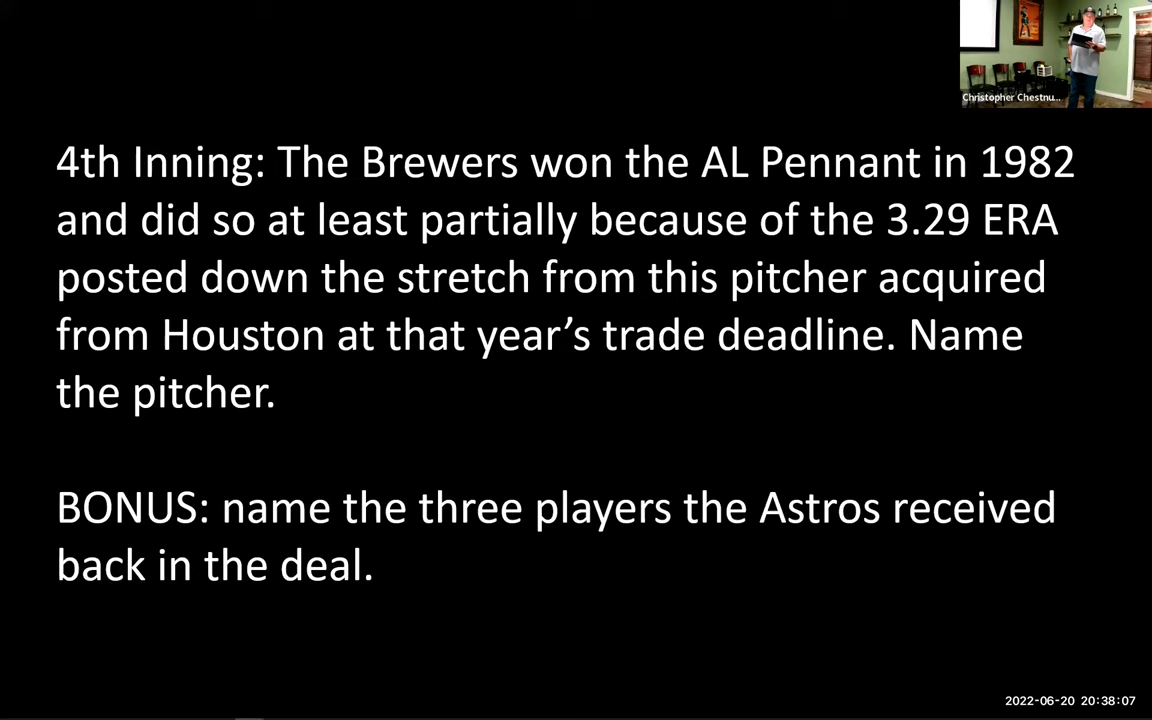 Christopher Chestnu...
4th Inning: The Brewers won the AL Pennant in 1982
and did so at least partially because of the 3.29 ERA
posted down the stretch from this pitcher acquired
from Houston at that year’s trade deadline. Name
the pitcher.
BONUS: name the three players the Astros received
back in the deal.
2022-06-20 20:38:07